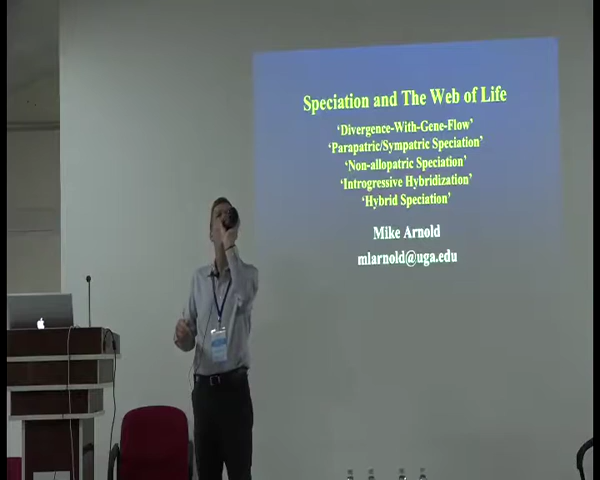 Speciation and The Web of Life
'Divergence-With-Gene-Flow'
'Parapatric/Sympatric Speciation'
'Non-allopatric Speciation'
'Introgressive Hybridization'
'Hybrid Speciation'
Mike Arnold
mlarnold@uga.edu